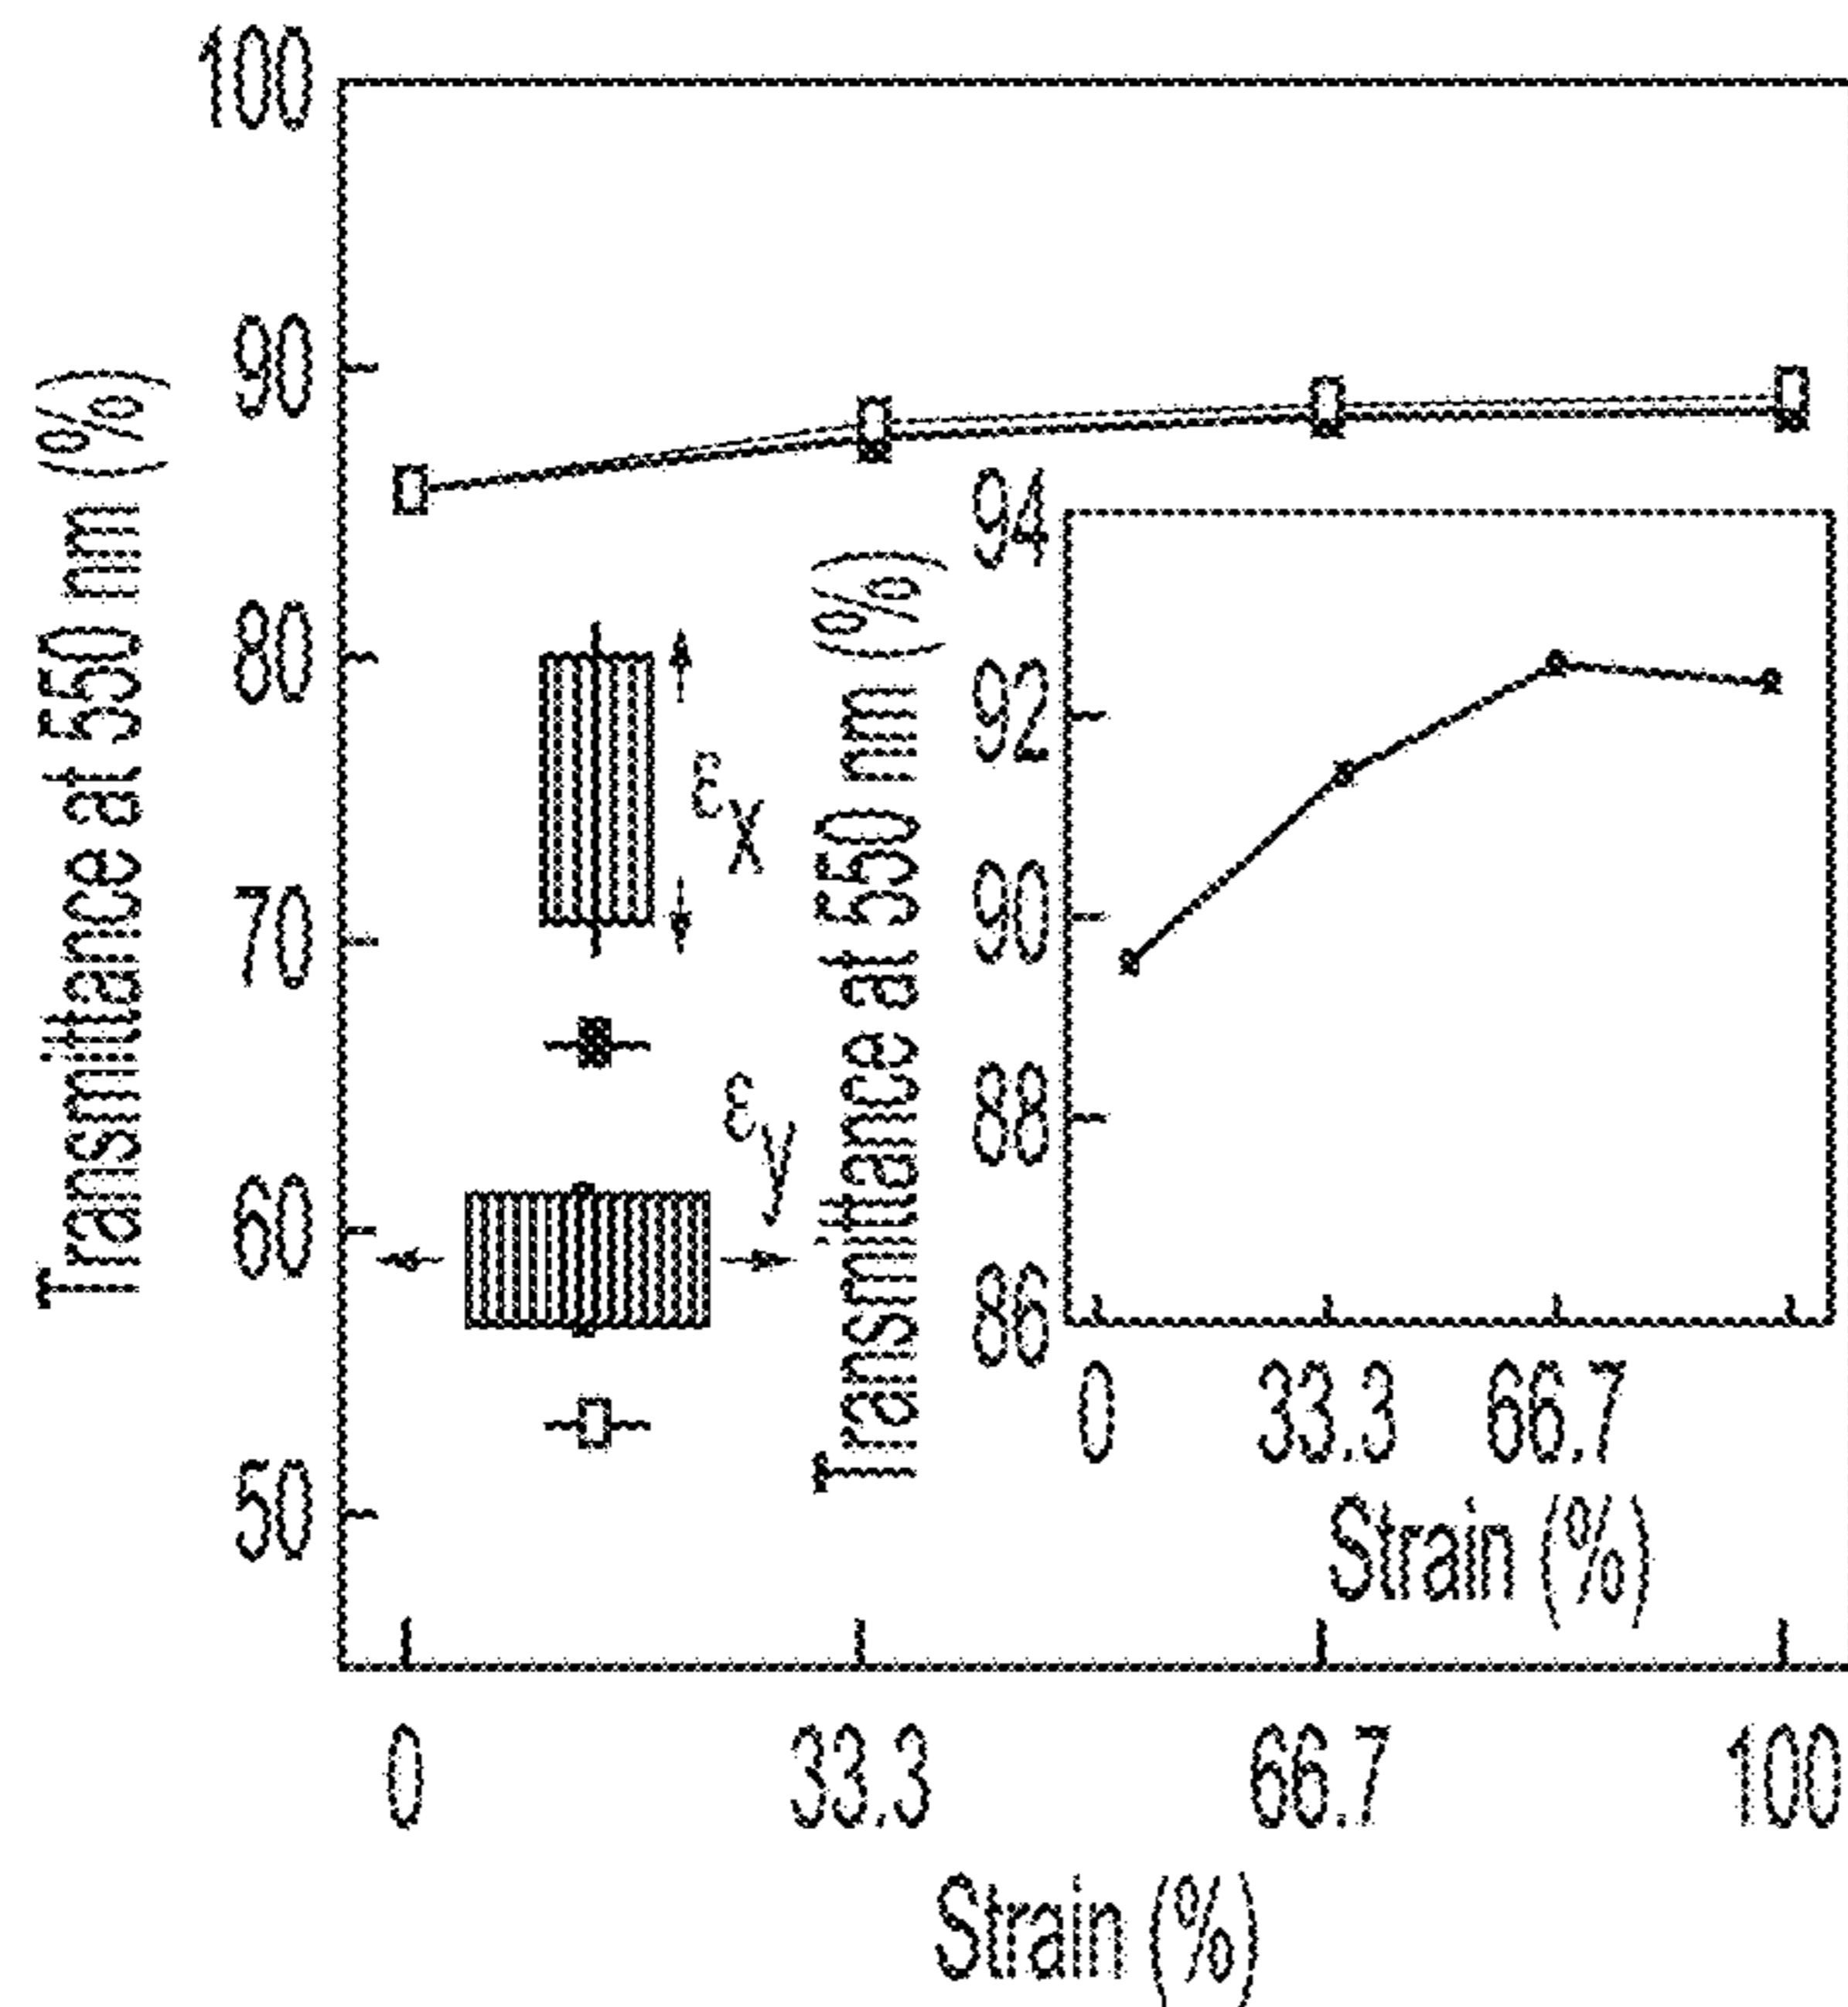 Transmittance at 550 nm (%)
100
90
80
70
60
50
εx
εy
Transmittance at 550 nm (%)
94
92
90
88
86
0 33.3 66.7
Strain (%)
0 33.3 66.7 100
Strain (%)